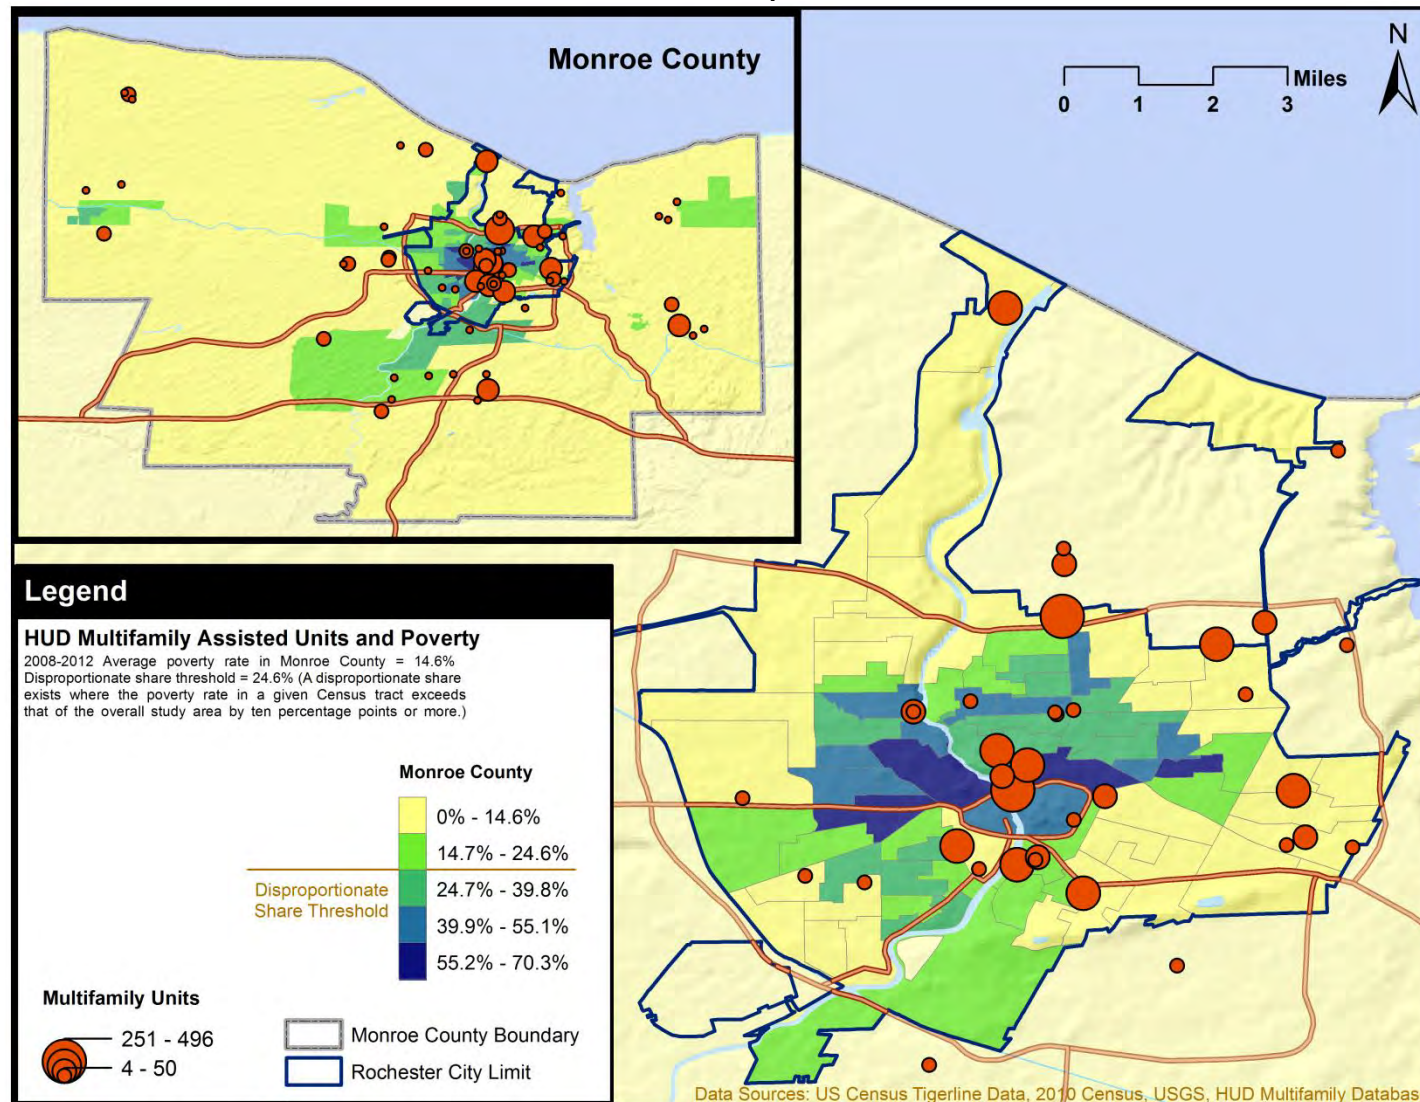 Monroe County
N
Miles
0 1 2 3
Legend
HUD Multifamily Assisted Units and Poverty
2008-2012 Average poverty rate in Monroe County = 14.6%
Disproportionate share threshold = 24.6% (A disproportionate share
exists where the poverty rate in a given Census tract exceeds
that of the overall study area by ten percentage points or more.)
Monroe County
0% - 14.6%
14.7% - 24.6%
Disproportionate
Share Threshold
24.7% - 39.8%
39.9% - 55.1%
55.2% - 70.3%
Multifamily Units
251 - 496
4 - 50
Monroe County Boundary
Rochester City Limit
Data Sources: US Census Tigerline Data, 2010 Census, USGS, HUD Multifamily Databas